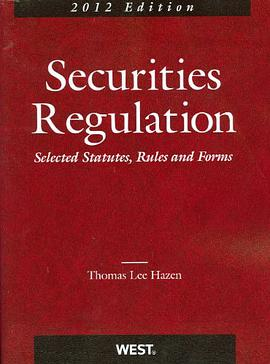 2012 Edition
Securities
Regulation
Selected Statutes, Rules and Forms
Thomas Lee Hazen
WEST®